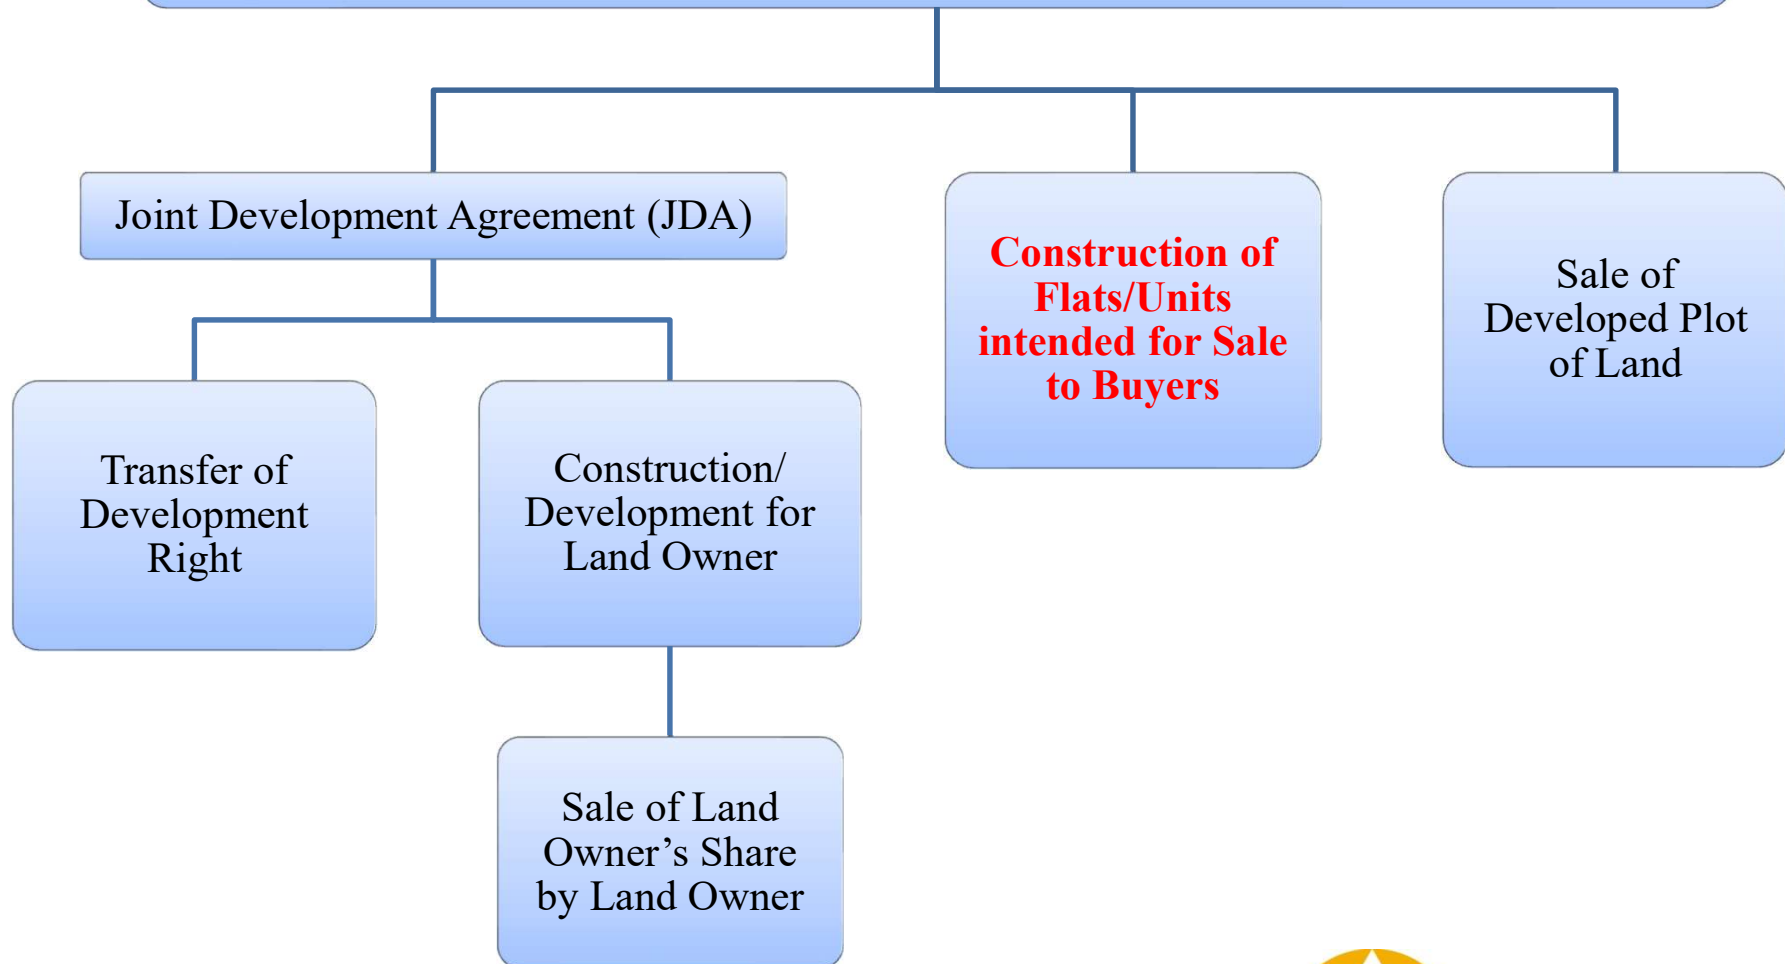 Joint Development Agreement (JDA)
Construction of
Flats/Units
intended for Sale
to Buyers
Sale of
Developed Plot
of Land
Transfer of
Development
Right
Construction/
Development for
Land Owner
Sale of Land
Owner’s Share
by Land Owner